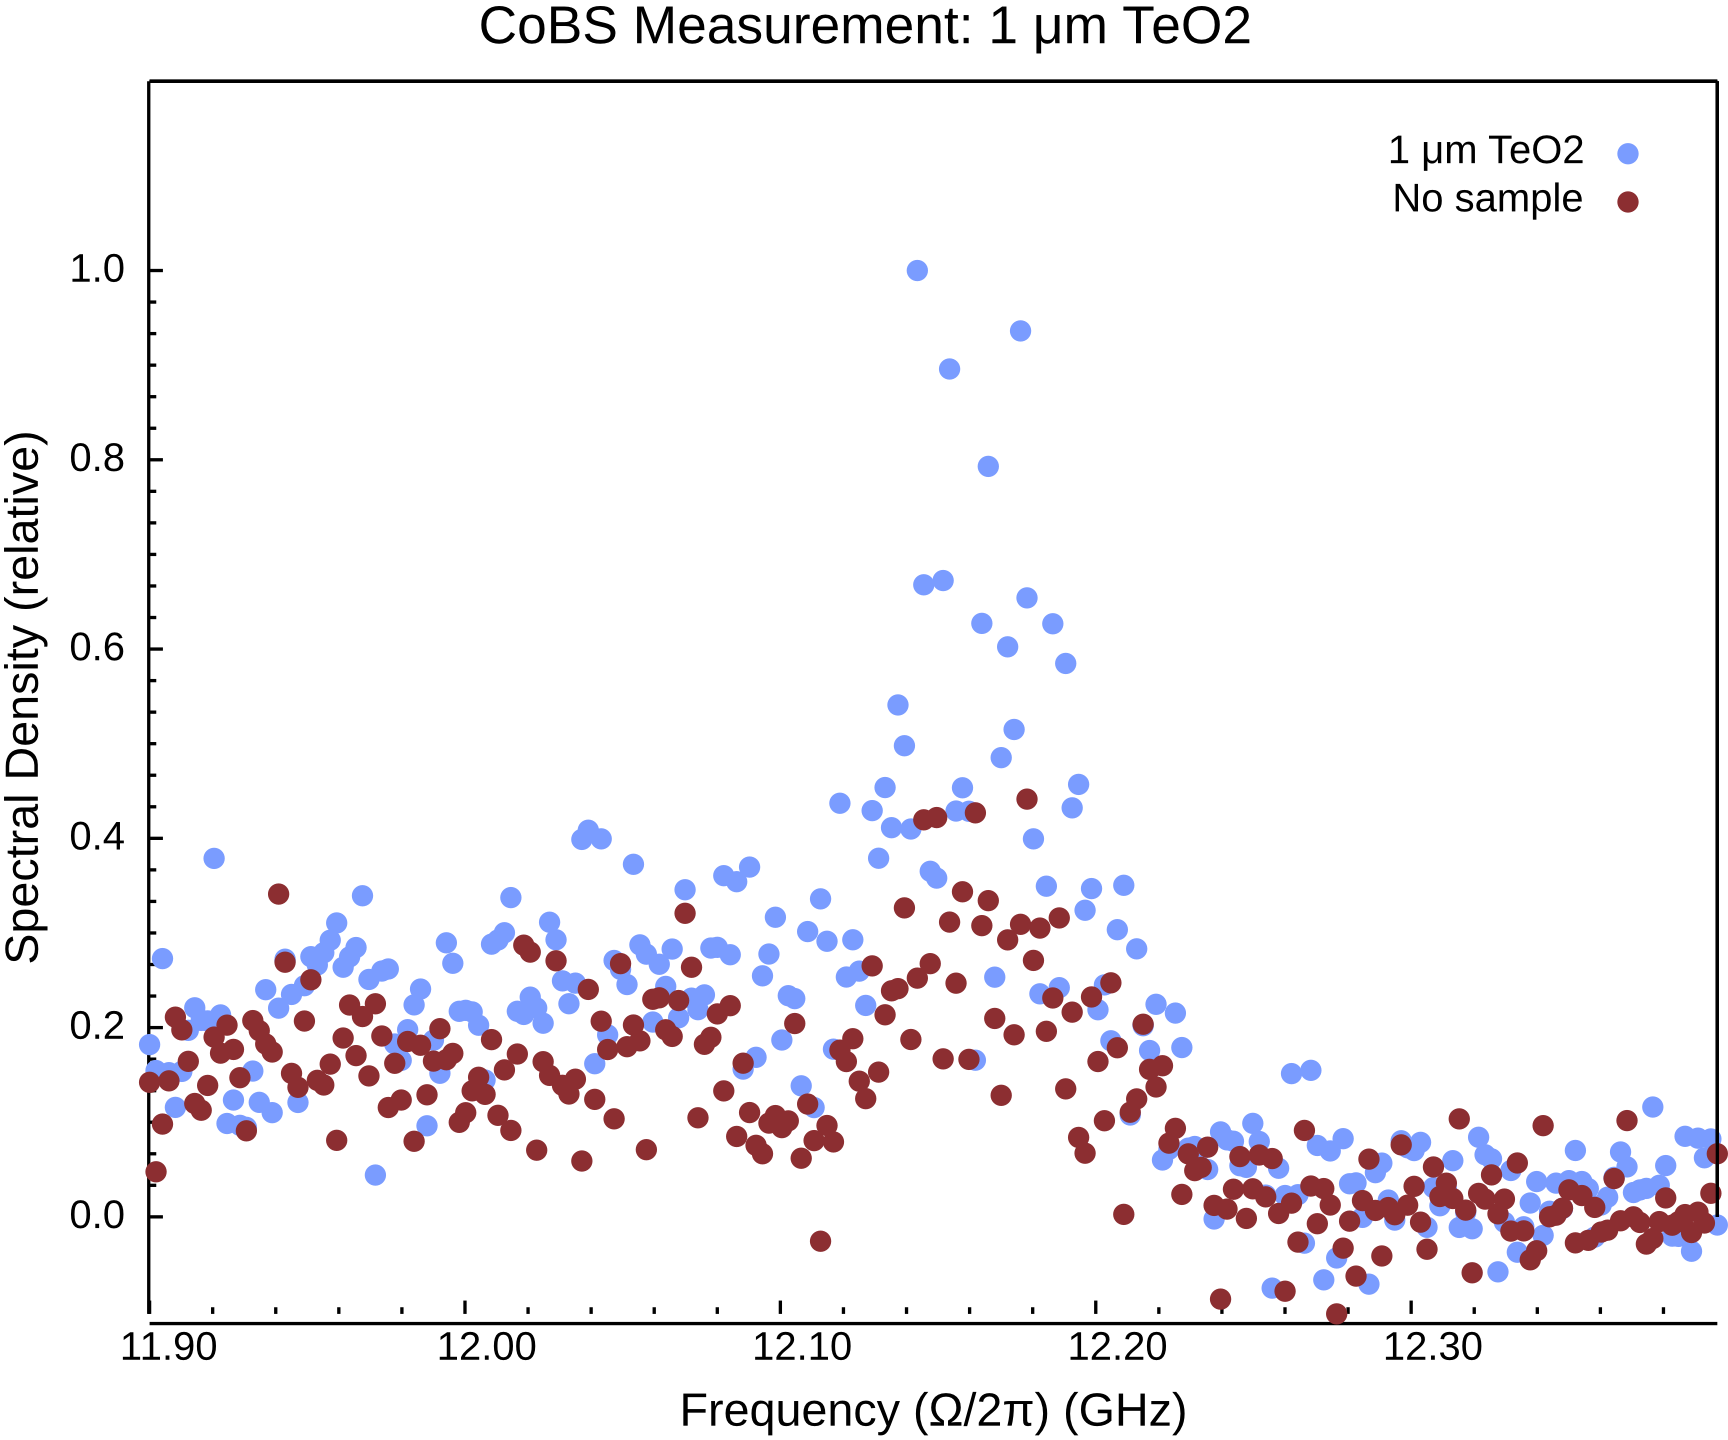 CoBS Measurement: 1 μm TeO2
1 μm TeO2
No sample
1.0
0.8
0.6
0.4
0.2
0.0
Spectral Density (relative)
11.90 12.00 12.10 12.20 12.30
Frequency (Ω/2π) (GHz)